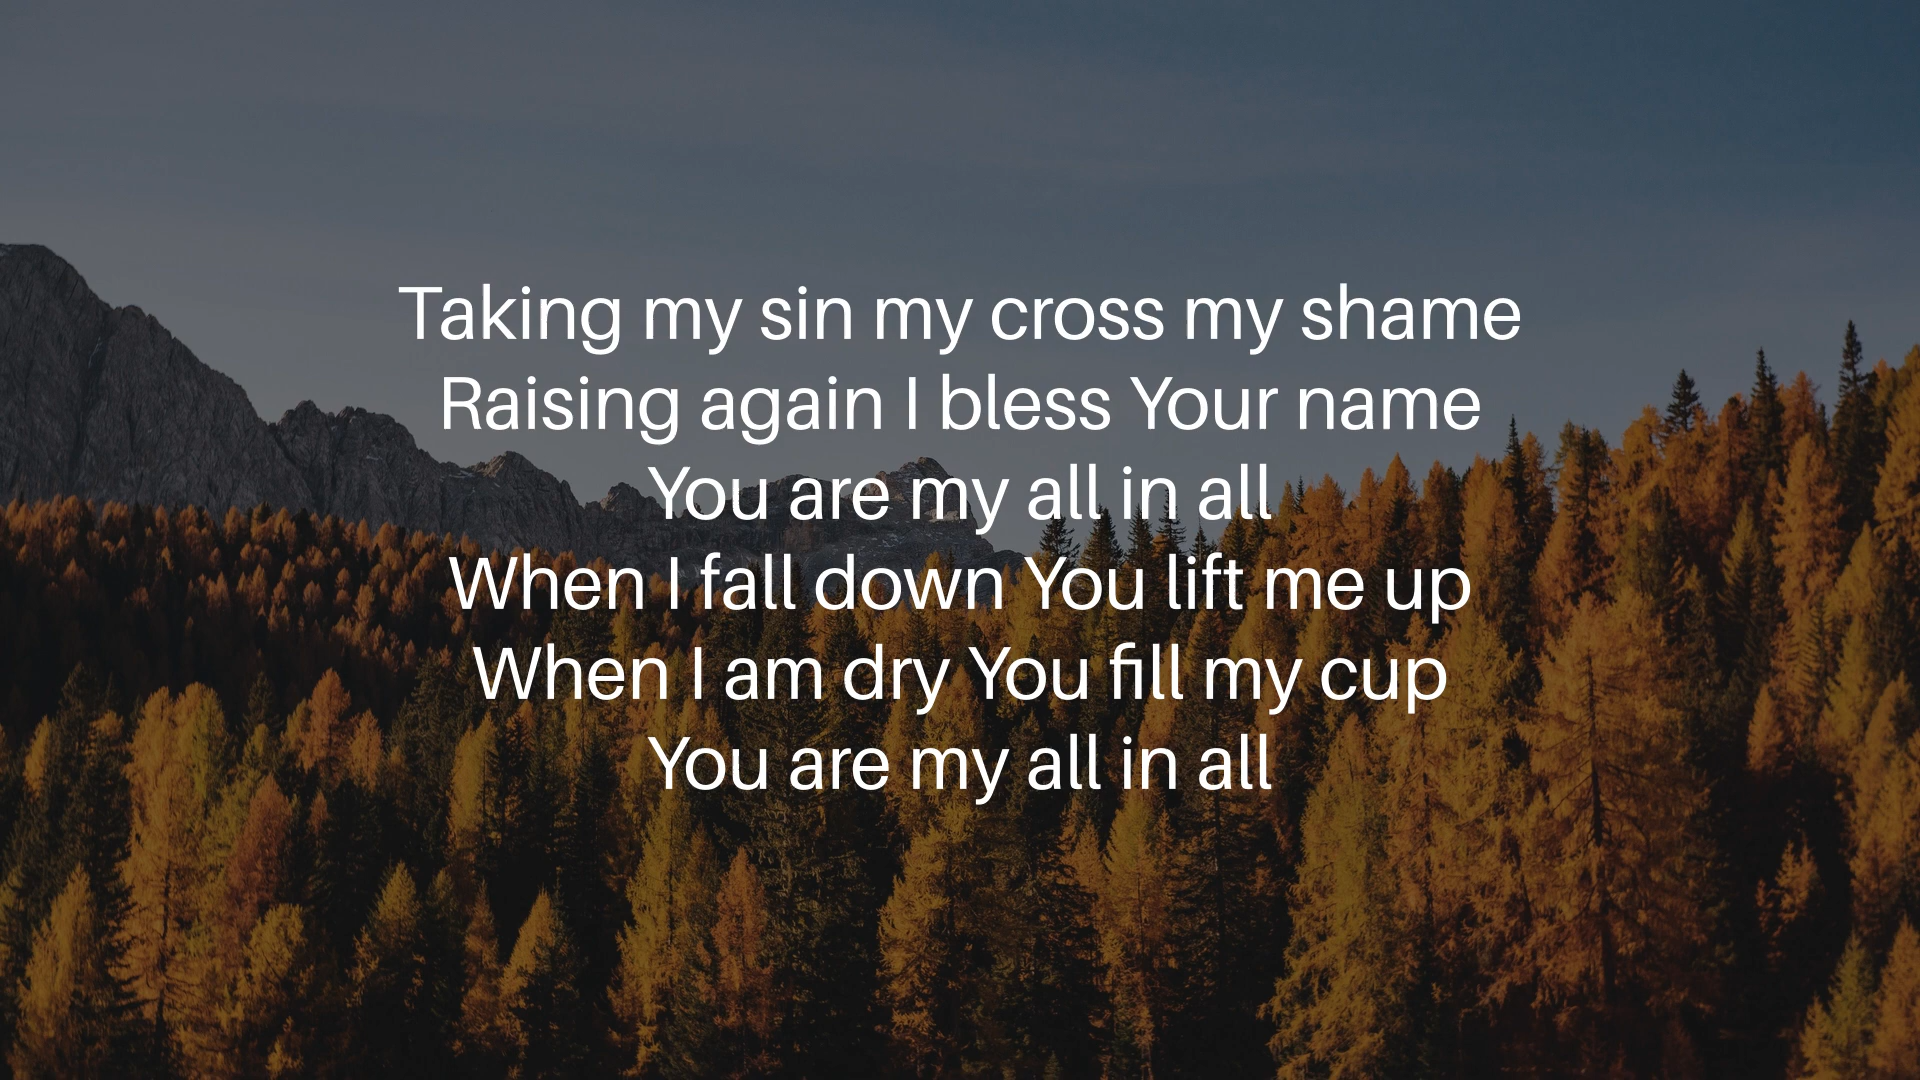 Taking my sin my cross my shame
Raising again I bless Your name
You are my all in all
When I fall down You lift me up
When I am dry You fill my cup
You are my all in all